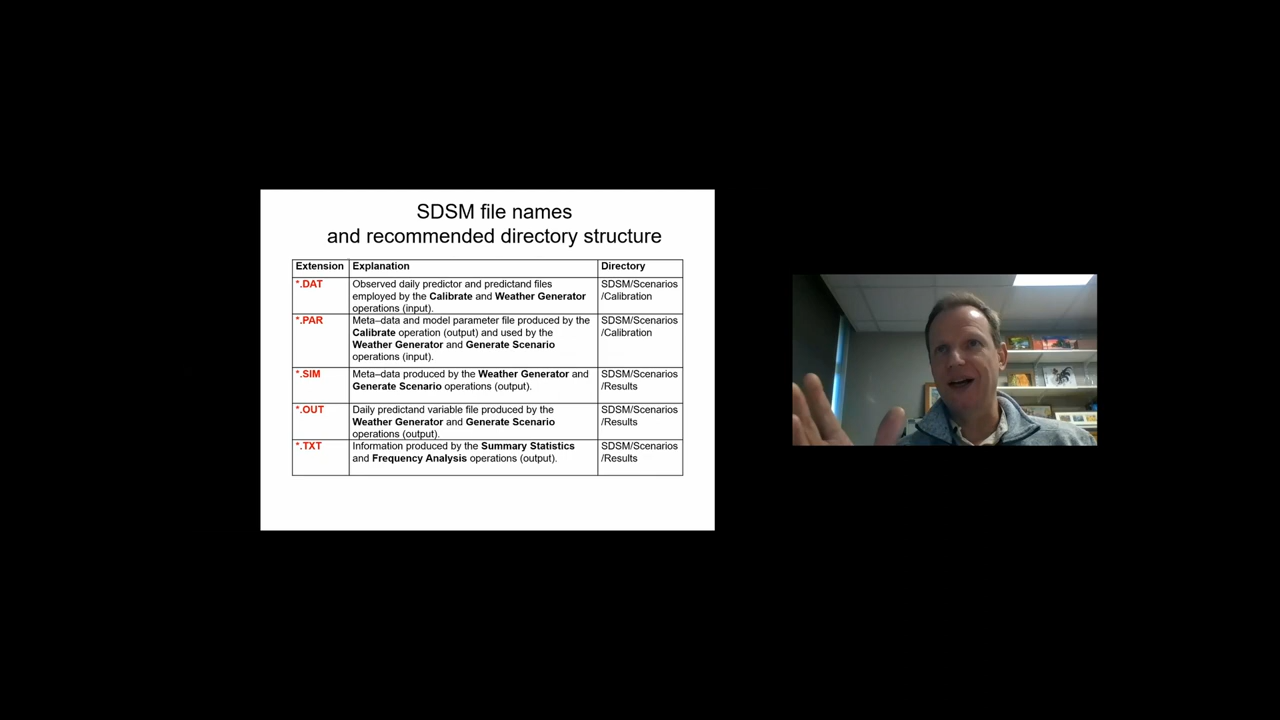 SDSM file names
and recommended directory structure
Extension Explanation Directory
*.DAT Observed daily predictor and predictand files SDSM/Scenarios
employed by the Calibrate and Weather Generator /Calibration
operations (input).
*.PAR Meta–data and model parameter file produced by the SDSM/Scenarios
Calibrate operation (output) and used by the /Calibration
Weather Generator and Generate Scenario
operations (input).
*.SIM Meta–data produced by the Weather Generator and SDSM/Scenarios
Generate Scenario operations (output). /Results
*.OUT Daily predictand variable file produced by the SDSM/Scenarios
Weather Generator and Generate Scenario /Results
operations (output).
*.TXT Information produced by the Summary Statistics SDSM/Scenarios
and Frequency Analysis operations (output). /Results